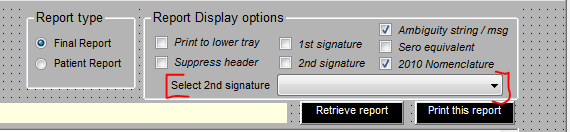 Report type
Final Report
Patient Report
Report Display options
Print to lower tray
Suppress header
1st signature
2nd signature
Ambiguity string / msg
Sero equivalent
2010 Nomenclature
Select 2nd signature
Retrieve report
Print this report